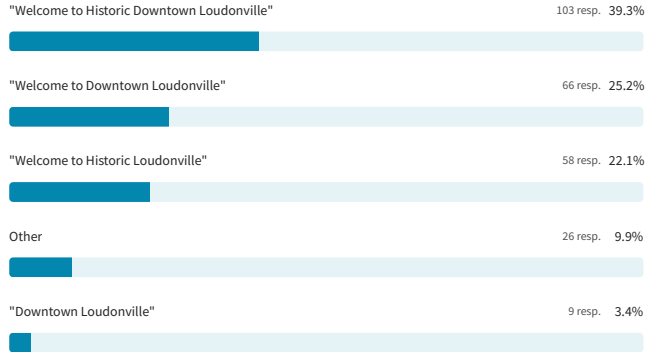 "Welcome to Historic Downtown Loudonville" 103 resp. 39.3%
"Welcome to Downtown Loudonville" 66 resp. 25.2%
"Welcome to Historic Loudonville" 58 resp. 22.1%
Other 26 resp. 9.9%
"Downtown Loudonville" 9 resp. 3.4%